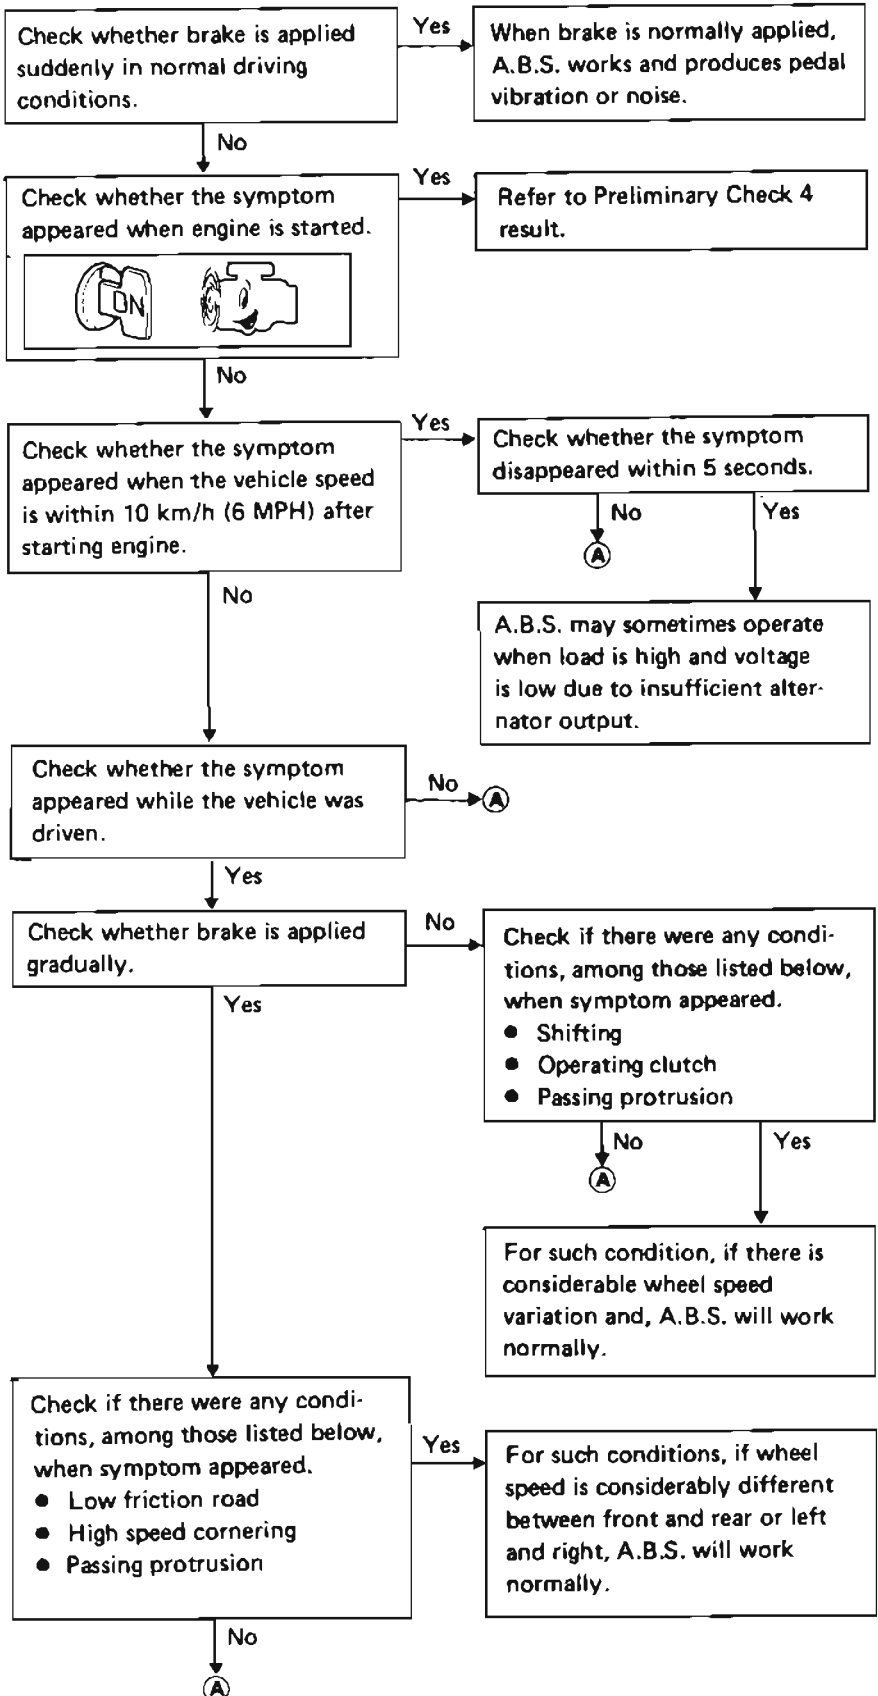 Check whether brake is applied
suddenly in normal driving
conditions.
Yes
When brake is normally applied,
A.B.S. works and produces pedal
vibration or noise.
No
Check whether the symptom
appeared when engine is started.
ON
Yes
Refer to Preliminary Check 4
result.
No
Check whether the symptom
appeared when the vehicle speed
is within 10 km/h (6 MPH) after
starting engine.
Yes
Check whether the symptom
disappeared within 5 seconds.
No
A
Yes
A.B.S. may sometimes operate
when load is high and voltage
is low due to insufficient alter-
nator output.
No
Check whether the symptom
appeared while the vehicle was
driven.
No
A
Yes
Check whether brake is applied
gradually.
No
Check if there were any condi-
tions, among those listed below,
when symptom appeared.
● Shifting
● Operating clutch
● Passing protrusion
No
A
Yes
For such condition, if there is
considerable wheel speed
variation and, A.B.S. will work
normally.
Yes
Check if there were any condi-
tions, among those listed below,
when symptom appeared.
● Low friction road
● High speed cornering
● Passing protrusion
Yes
For such conditions, if wheel
speed is considerably different
between front and rear or left
and right, A.B.S. will work
normally.
No
A